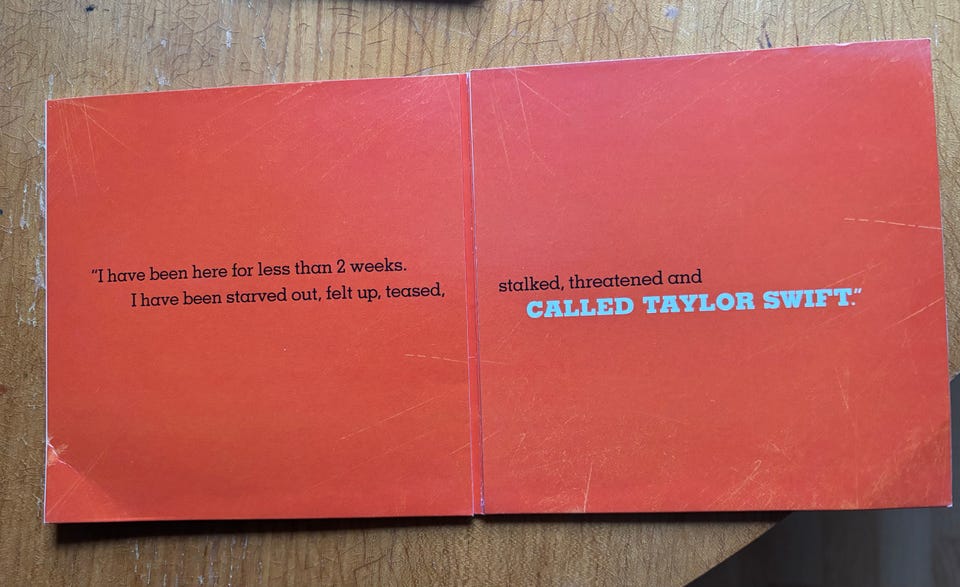 “I have been here for less than 2 weeks.
I have been starved out, felt up, teased,
stalked, threatened and
CALLED TAYLOR SWIFT.”